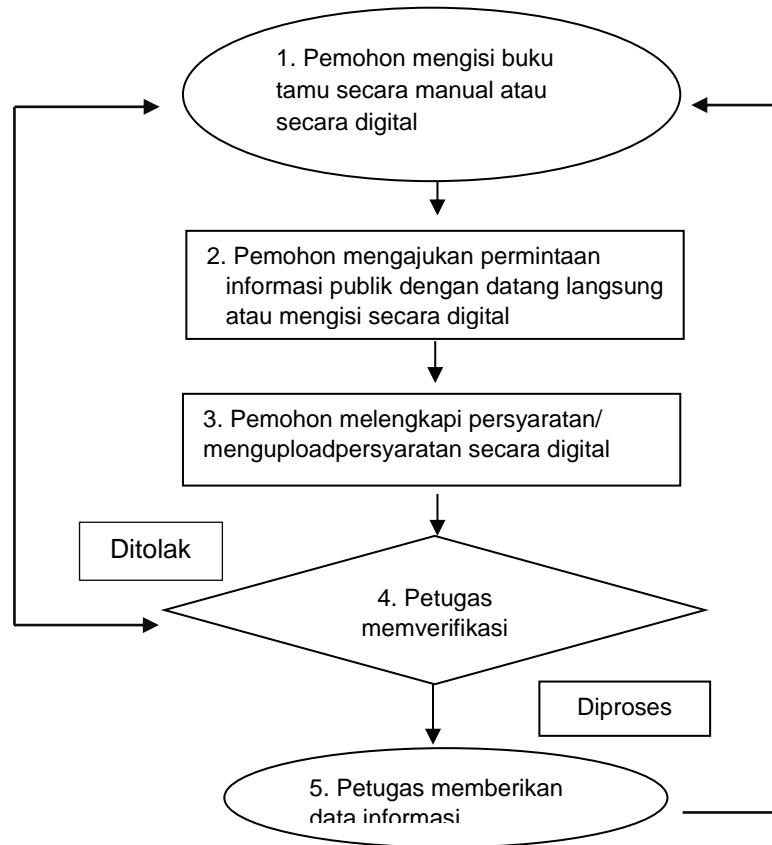 1. Pemohon mengisi buku
tamu secara manual atau
secara digital
2. Pemohon mengajukan permintaan
informasi publik dengan datang langsung
atau mengisi secara digital
3. Pemohon melengkapi persyaratan/
menguploadpersyaratan secara digital
Ditolak
4. Petugas
memverifikasi
Diproses
5. Petugas memberikan
data informasi